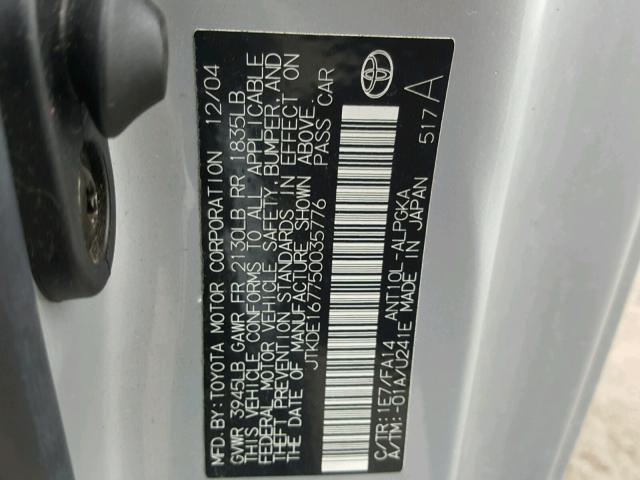 MFD. BY: TOYOTA MOTOR CORPORATION 12/04
GVWR 3945LB GAWR FR 2130LB RR 1835LB
THIS VEHICLE CONFORMS TO ALL APPLICABLE
FEDERAL MOTOR VEHICLE SAFETY, BUMPER, AND
THEFT PREVENTION STANDARDS IN EFFECT ON
THE DATE OF MANUFACTURE SHOWN ABOVE.
JTKDE167750035776 PASS CAR
C/TR: 1E7/FA14 ANT10L-ALPGKA
A/TM: -01A/U241E MADE IN JAPAN 517A